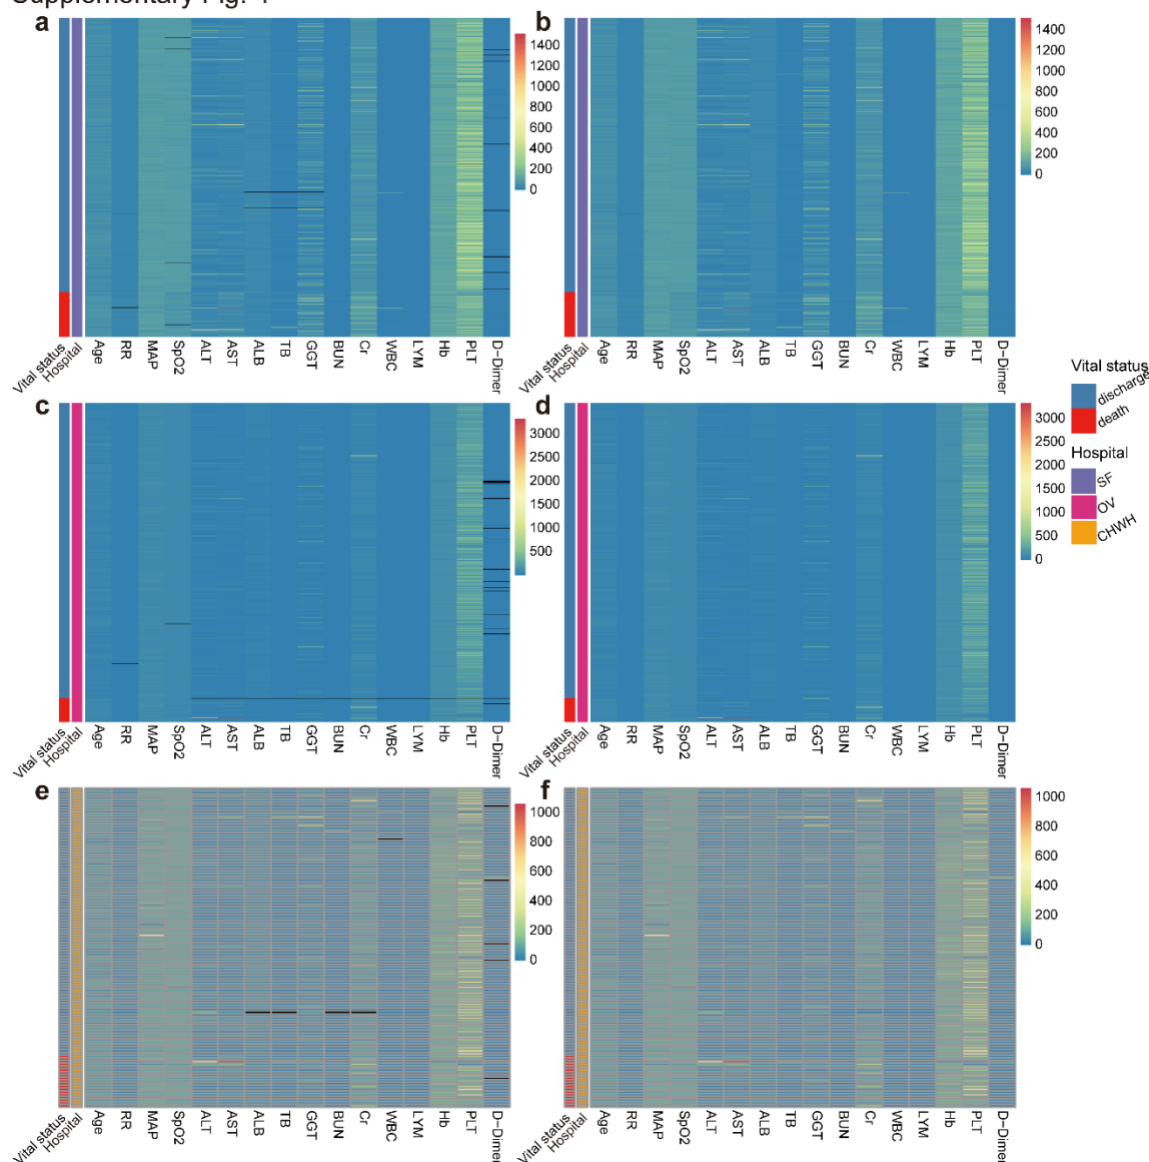 a
1400
1200
1000
800
600
400
200
0
Vital status
Hospital
Age
RR
MAP
SpO2
ALT
AST
ALB
TB
GGT
BUN
Cr
WBC
LYM
Hb
PLT
D-Dimer
b
1400
1200
1000
800
600
400
200
0
Vital status
Hospital
Age
RR
MAP
SpO2
ALT
AST
ALB
TB
GGT
BUN
Cr
WBC
LYM
Hb
PLT
D-Dimer
Vital status
discharge
death
Hospital
SF
OV
CHWH
c
3000
2500
2000
1500
1000
500
Vital status
Hospital
Age
RR
MAP
SpO2
ALT
AST
ALB
TB
GGT
BUN
Cr
WBC
LYM
Hb
PLT
D-Dimer
d
3000
2500
2000
1500
1000
500
0
Vital status
Hospital
Age
RR
MAP
SpO2
ALT
AST
ALB
TB
GGT
BUN
Cr
WBC
LYM
Hb
PLT
D-Dimer
e
1000
800
600
400
200
0
Vital status
Hospital
Age
RR
MAP
SpO2
ALT
AST
ALB
TB
GGT
BUN
Cr
WBC
LYM
Hb
PLT
D-Dimer
f
1000
800
600
400
200
0
Vital status
Hospital
Age
RR
MAP
SpO2
ALT
AST
ALB
TB
GGT
BUN
Cr
WBC
LYM
Hb
PLT
D-Dimer